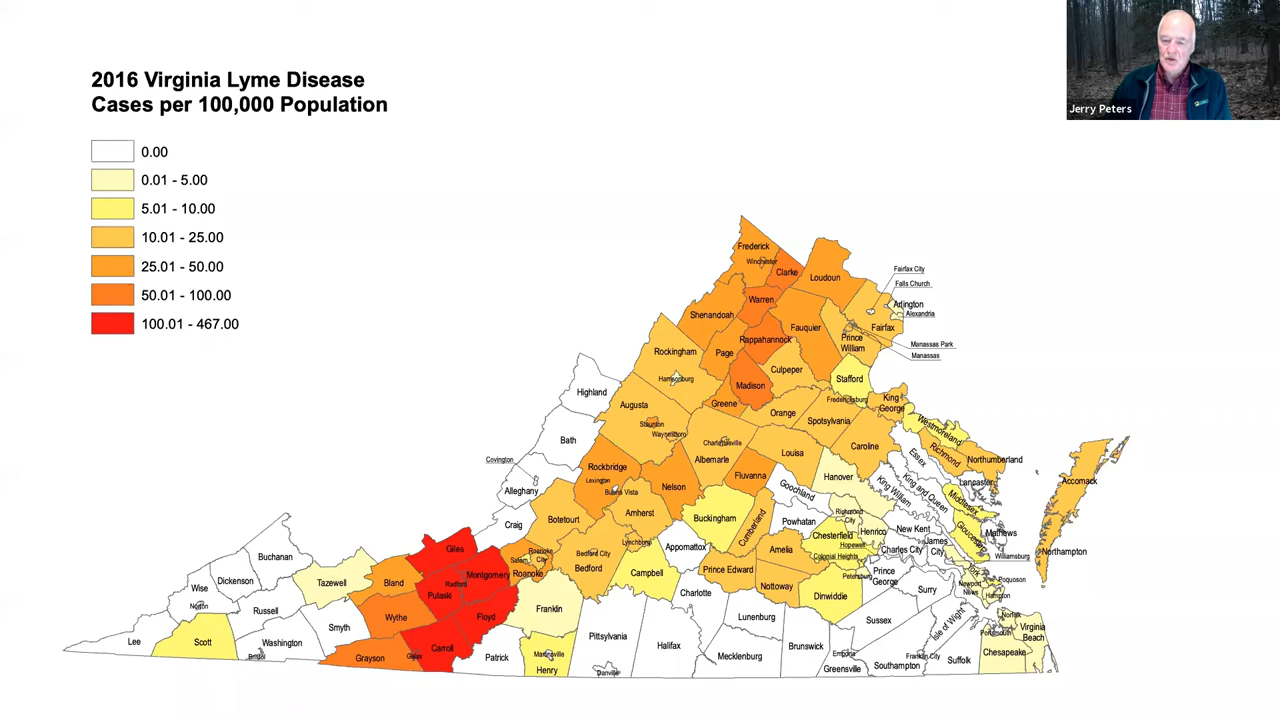 2016 Virginia Lyme Disease
Cases per 100,000 Population
0.00
0.01 - 5.00
5.01 - 10.00
10.01 - 25.00
25.01 - 50.00
50.01 - 100.00
100.01 - 467.00
Jerry Peters
Frederick
Winchester
Clarke
Loudoun
Fairfax City
Falls Church
Arlington
Alexandria
Warren
Shenandoah
Fauquier
Fairfax
Rappahannock
Prince
William
Manassas Park
Manassas
Rockingham
Page
Culpeper
Harrisonburg
Madison
Stafford
Highland
Greene
Fredericksburg
King
George
Augusta
Orange
Spotsylvania
Westmoreland
Staunton
Waynesboro
Charlottesville
Bath
Albemarle
Louisa
Caroline
Richmond
Northumberland
Essex
Covington
Rockbridge
Lexington
Nelson
Fluvanna
Hanover
Goochland
King William
King and Queen
Lancaster
Accomack
Alleghany
Buena Vista
Middlesex
Botetourt
Amherst
Buckingham
Cumberland
Powhatan
Richmond
City
Henrico
New Kent
Gloucester
Mathews
Craig
Lynchburg
Chesterfield
Hopewell
James
City
Charles City
Williamsburg
Northampton
Appomattox
Amelia
Colonial Heights
Buchanan
Giles
Roanoke
City
Salem
Roanoke
Bedford City
Bedford
Campbell
Prince Edward
Nottoway
Petersburg
Prince
George
York
Poquoson
Dickenson
Tazewell
Bland
Radford
Montgomery
Pulaski
Charlotte
Dinwiddie
Surry
Newport
News
Hampton
Wise
Norton
Russell
Wythe
Floyd
Franklin
Lunenburg
Sussex
Isle of Wight
Norfolk
Smyth
Pittsylvania
Halifax
Brunswick
Portsmouth
Virginia
Beach
Lee
Scott
Washington
Bristol
Grayson
Galax
Carroll
Patrick
Martinsville
Henry
Danville
Mecklenburg
Emporia
Greensville
Franklin City
Southampton
Suffolk
Chesapeake